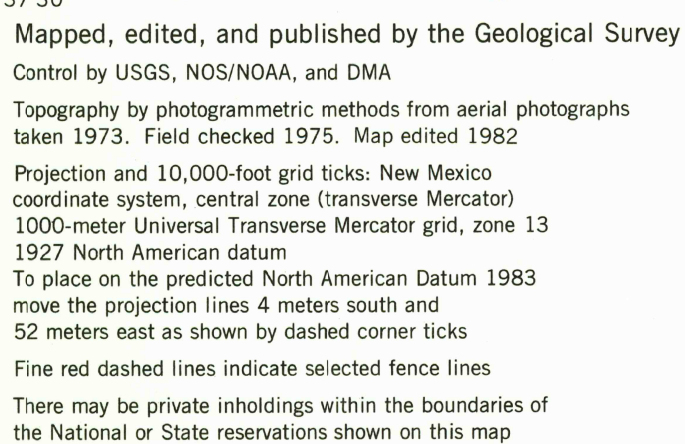 Mapped, edited, and published by the Geological Survey
Control by USGS, NOS/NOAA, and DMA
Topography by photogrammetric methods from aerial photographs
taken 1973. Field checked 1975. Map edited 1982
Projection and 10,000-foot grid ticks: New Mexico
coordinate system, central zone (transverse Mercator)
1000-meter Universal Transverse Mercator grid, zone 13
1927 North American datum
To place on the predicted North American Datum 1983
move the projection lines 4 meters south and
52 meters east as shown by dashed corner ticks
Fine red dashed lines indicate selected fence lines
There may be private inholdings within the boundaries of
the National or State reservations shown on this map